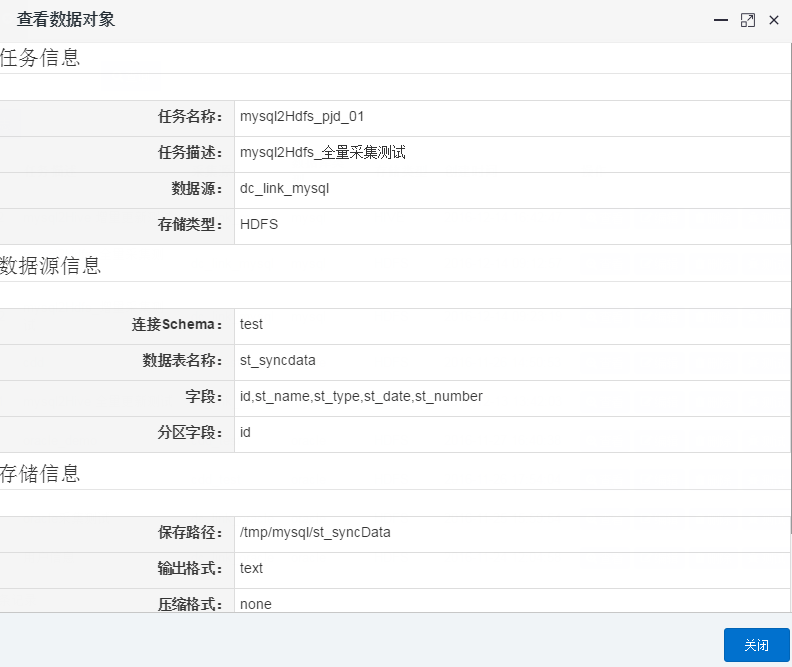 查看数据对象
任务信息
任务名称： mysql2Hdfs_pjd_01
任务描述： mysql2Hdfs_全量采集测试
数据源： dc_link_mysql
存储类型： HDFS
数据源信息
连接Schema： test
数据表名称： st_syncdata
字段： id,st_name,st_type,st_date,st_number
分区字段： id
存储信息
保存路径： /tmp/mysql/st_syncData
输出格式： text
压缩格式： none
关闭